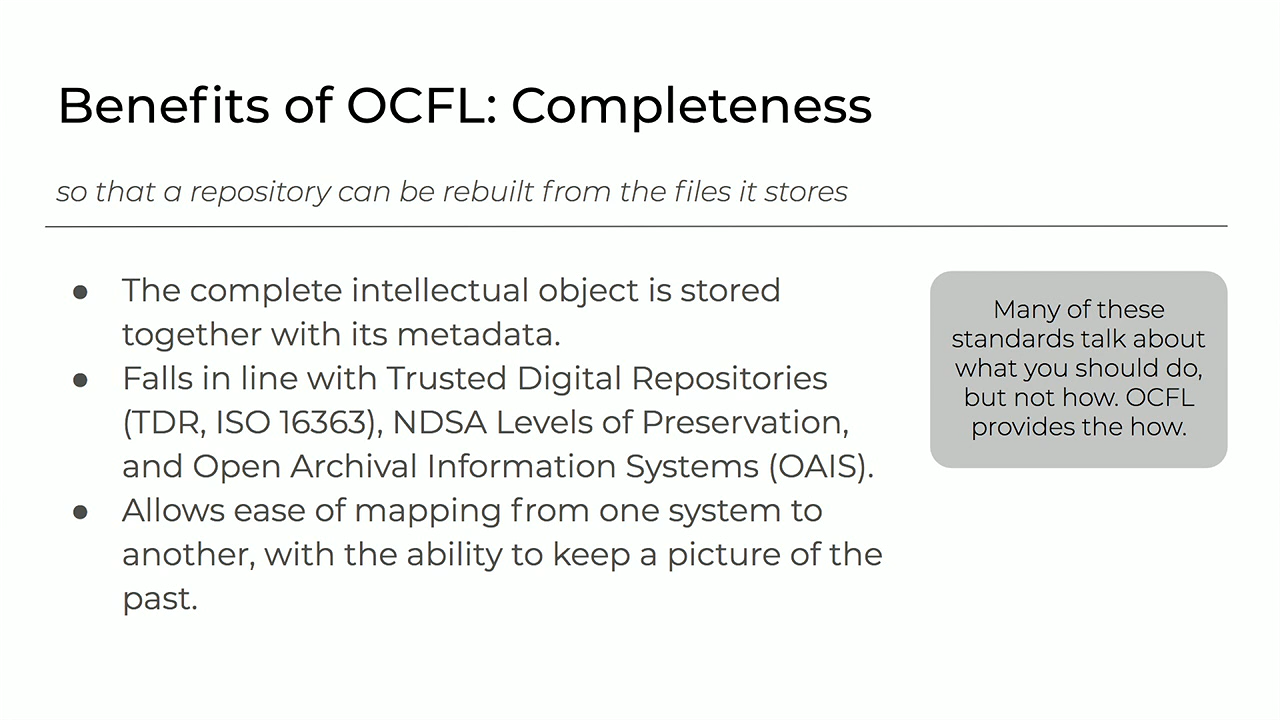 Benefits of OCFL: Completeness
so that a repository can be rebuilt from the files it stores
● The complete intellectual object is stored
together with its metadata.
● Falls in line with Trusted Digital Repositories
(TDR, ISO 16363), NDSA Levels of Preservation,
and Open Archival Information Systems (OAIS).
● Allows ease of mapping from one system to
another, with the ability to keep a picture of the
past.
Many of these
standards talk about
what you should do,
but not how. OCFL
provides the how.